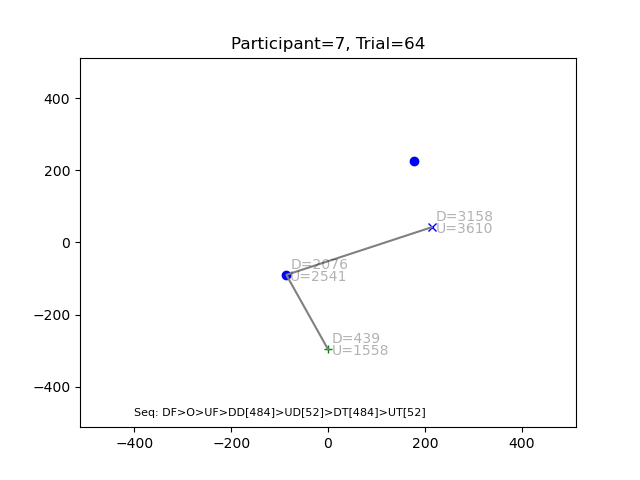 Participant=7, Trial=64
400
200
0
−200
−400
D=3158
U=3610
D=2076
U=2541
D=439
U=1558
Seq: DF>O>UF>DD[484]>UD[52]>DT[484]>UT[52]
−400
−200
0
200
400